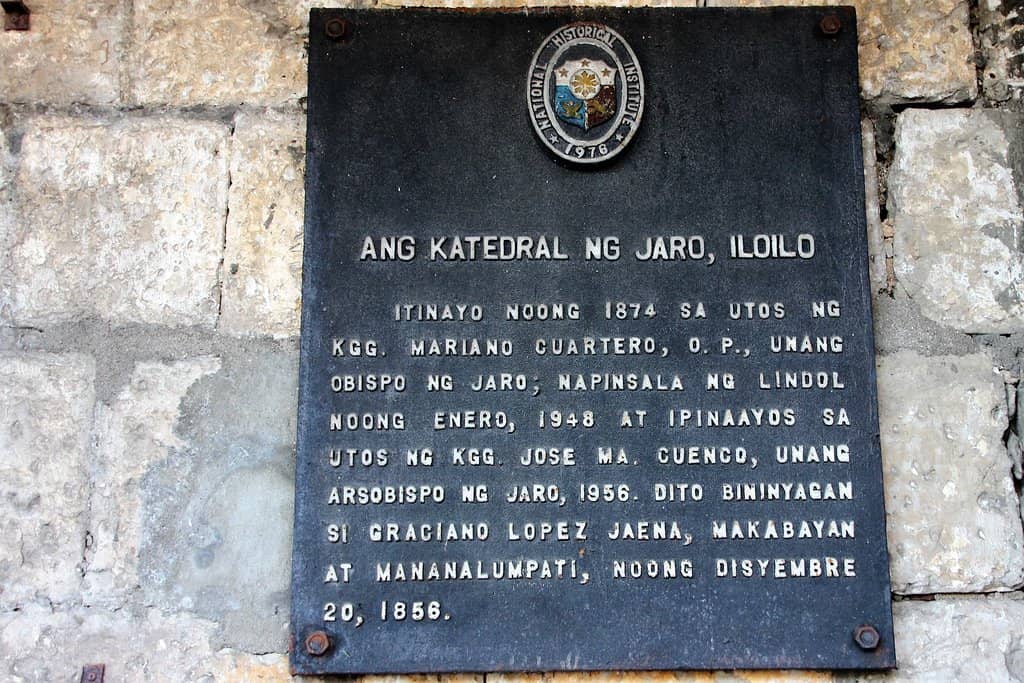 NATIONAL HISTORICAL INSTITUTE
1976
ANG KATEDRAL NG JARO, ILOILO
ITINAYO NOONG 1874 SA UTOS NG
KGG. MARIANO CUARTERO, O. P., UNANG
OBISPO NG JARO; NAPINSALA NG LINDOL
NOONG ENERO, 1948 AT IPINAAYOS SA
UTOS NG KGG. JOSE MA. CUENCO, UNANG
ARSOBISPO NG JARO, 1956. DITO BININYAGAN
SI GRACIANO LOPEZ JAENA, MAKABAYAN
AT MANANALUMPATI, NOONG DISYEMBRE
20, 1856.